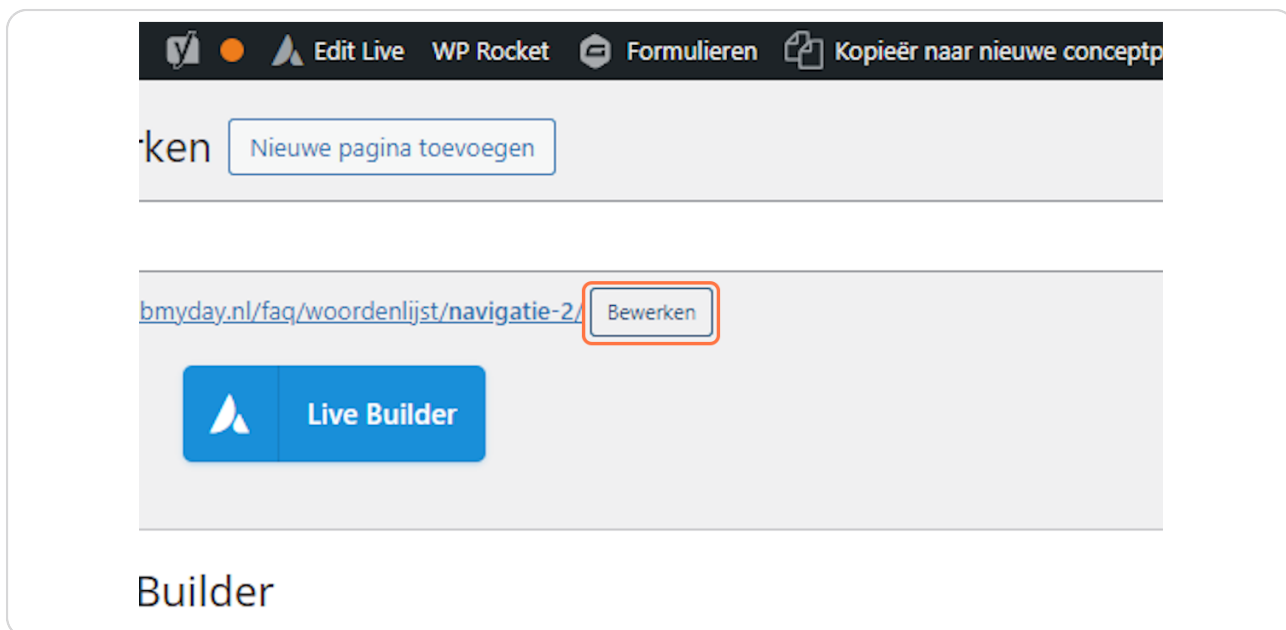 Edit Live WP Rocket Formulieren Kopieër naar nieuwe conceptp
rken Nieuwe pagina toevoegen
bmyday.nl/faq/woordenlijst/navigatie-2/ Bewerken
Live Builder
Builder